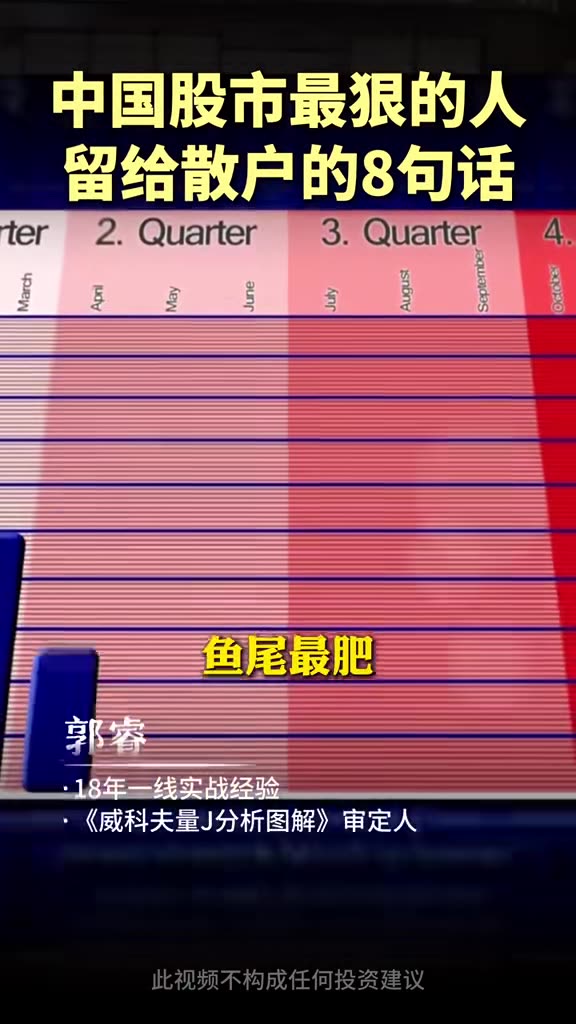 中国股市最狠的人
留给散户的8句话
rter 2. Quarter 3. Quarter 4.
March April May June July August September October
鱼尾最肥
郭睿
·18年一线实战经验
·《威科夫量J分析图解》审定人
此视频不构成任何投资建议